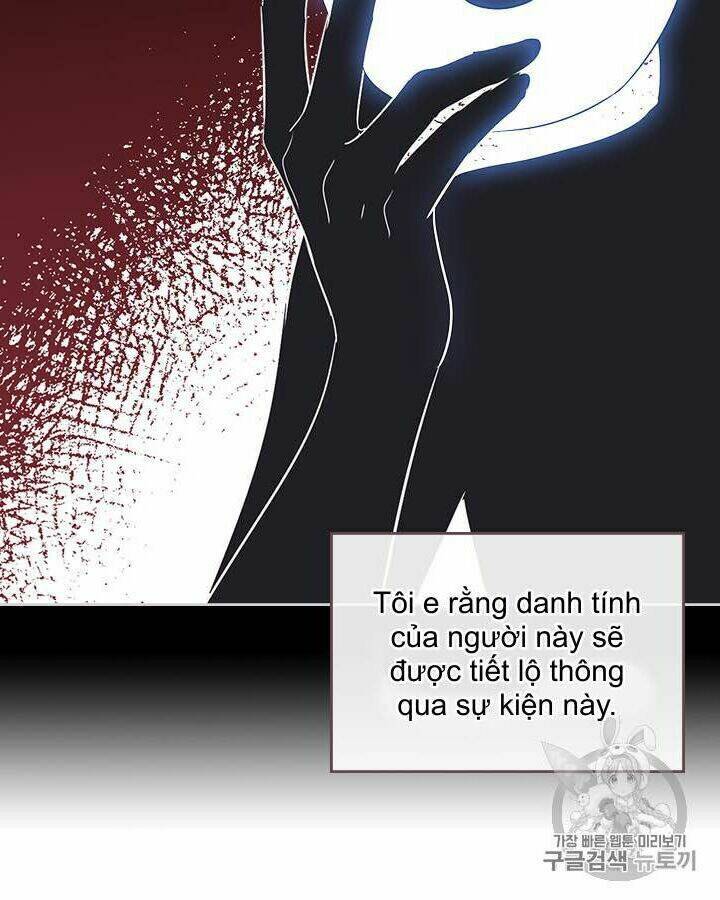 Tôi e rằng danh tính
của người này sẽ
được tiết lộ thông
qua sự kiện này.
가장 빠른 웹툰 미리보기
구글검색 뉴토끼